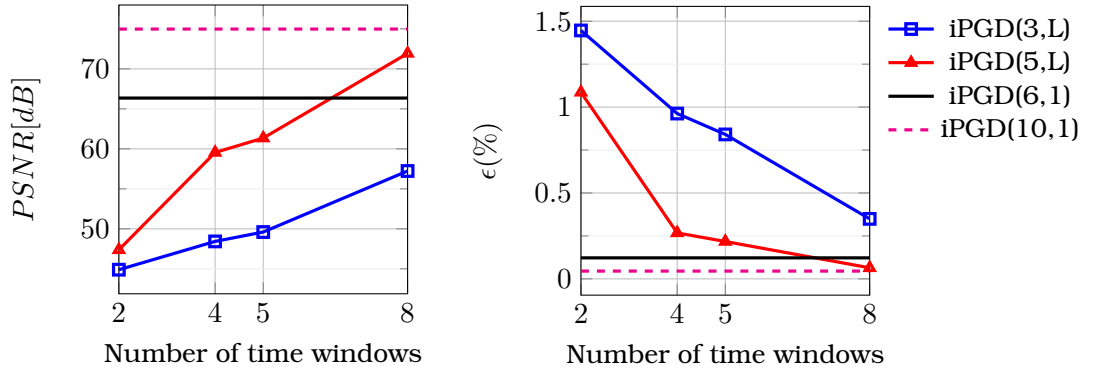 PSNR[dB]
70
60
50
2 4 5 8
Number of time windows
ϵ(%)
1.5
1
0.5
0
2 4 5 8
Number of time windows
iPGD(3,L)
iPGD(5,L)
iPGD(6,1)
iPGD(10,1)